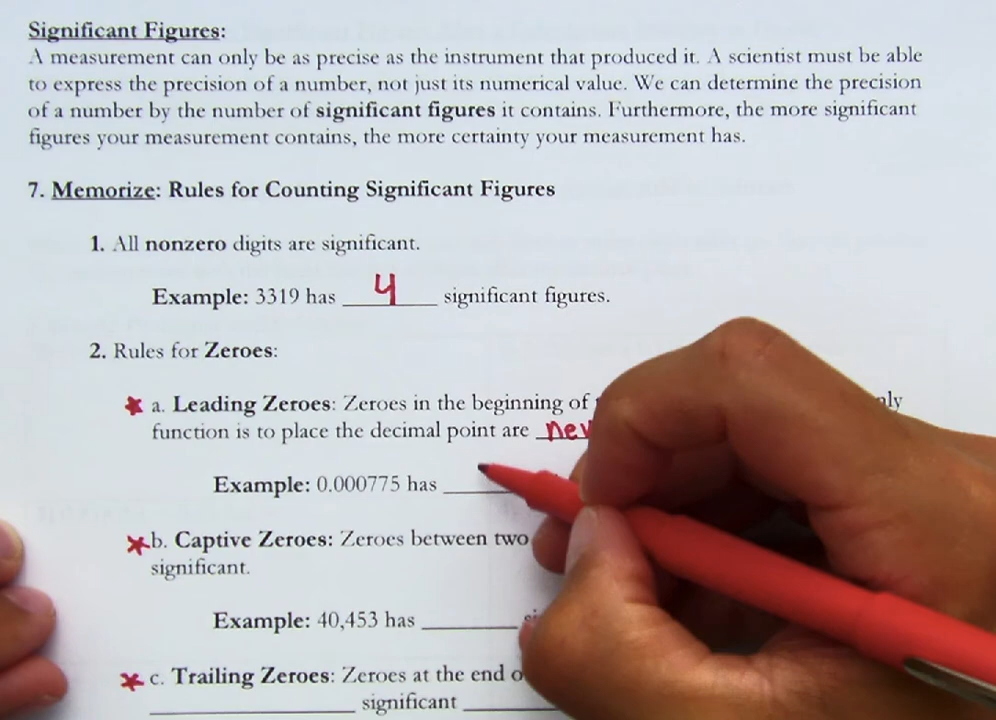 Significant Figures:
A measurement can only be as precise as the instrument that produced it. A scientist must be able
to express the precision of a number, not just its numerical value. We can determine the precision
of a number by the number of significant figures it contains. Furthermore, the more significant
figures your measurement contains, the more certainty your measurement has.
7. Memorize: Rules for Counting Significant Figures
1. All nonzero digits are significant.
Example: 3319 has 4 significant figures.
2. Rules for Zeroes:
a. Leading Zeroes: Zeroes in the beginning of
function is to place the decimal point are
Example: 0.000775 has
b. Captive Zeroes: Zeroes between two
significant.
Example: 40,453 has
c. Trailing Zeroes: Zeroes at the end
significant